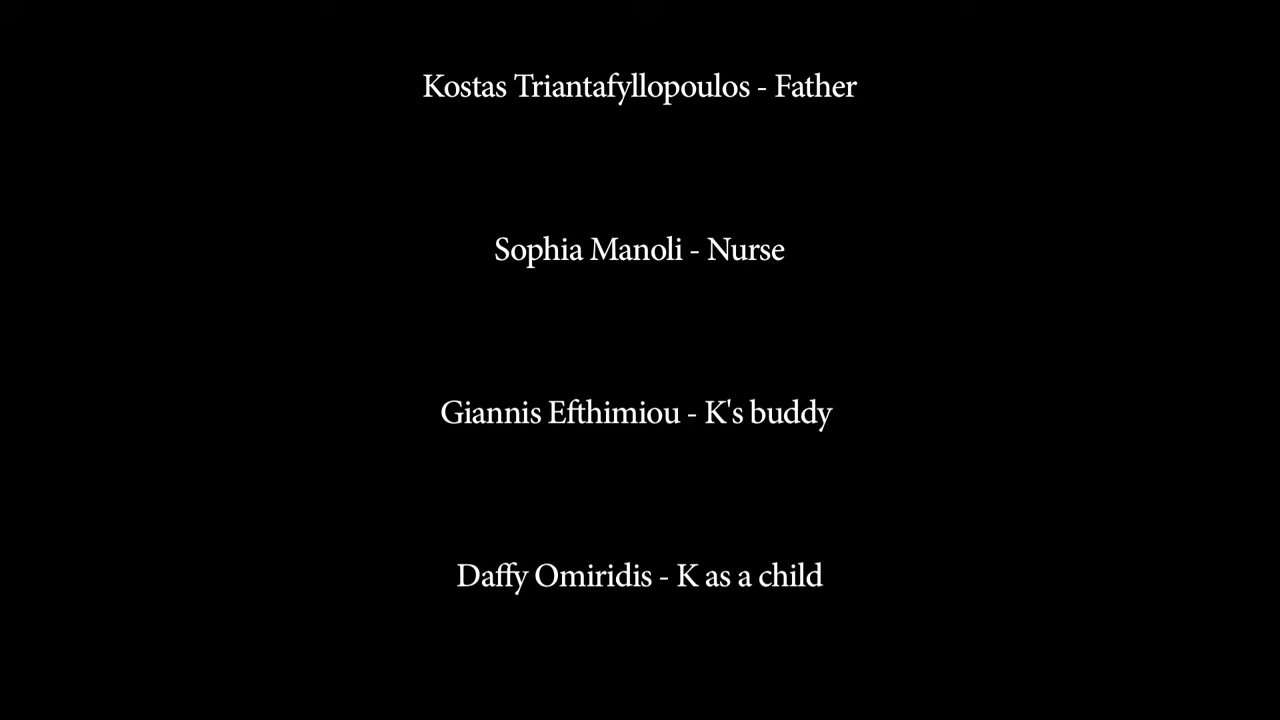 Kostas Triantafyllopoulos - Father
Sophia Manoli - Nurse
Giannis Efthimiou - K's buddy
Daffy Omiridis - K as a child